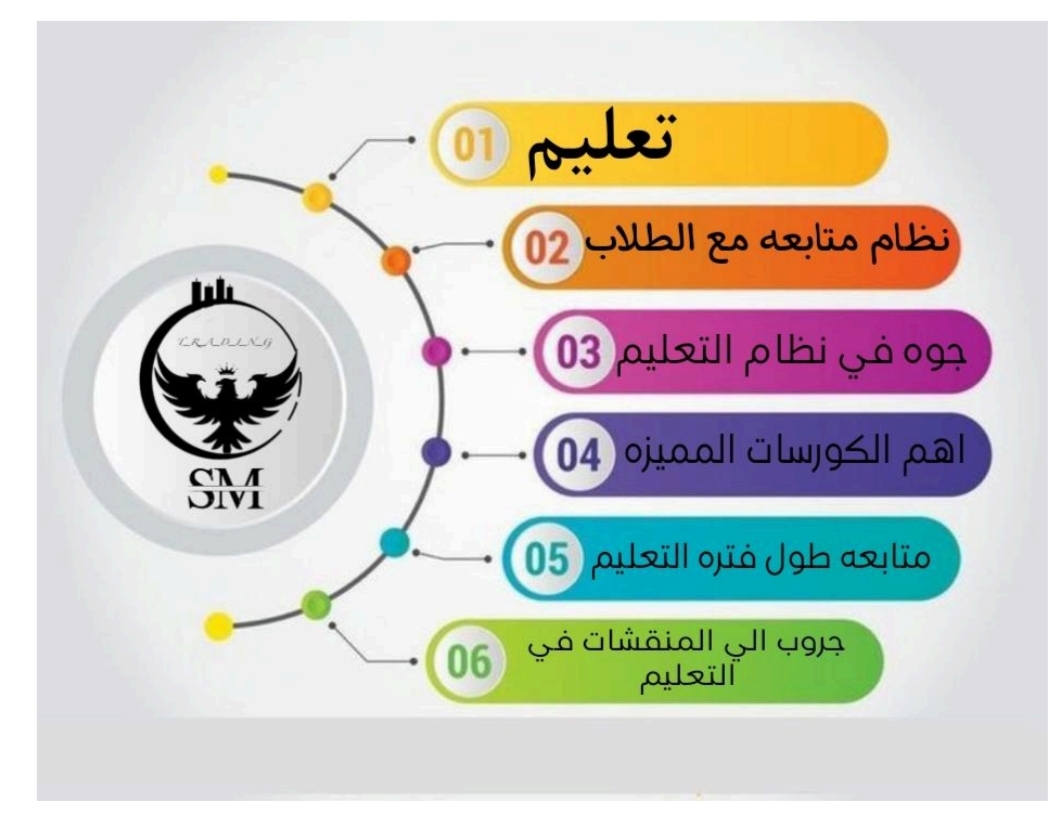 01 تعليم
02 نظام متابعه مع الطلاب
03 جوه في نظام التعليم
04 اهم الكورسات المميزه
05 متابعه طول فتره التعليم
06 جروب الي المنقشات في
التعليم
TRADING
SM